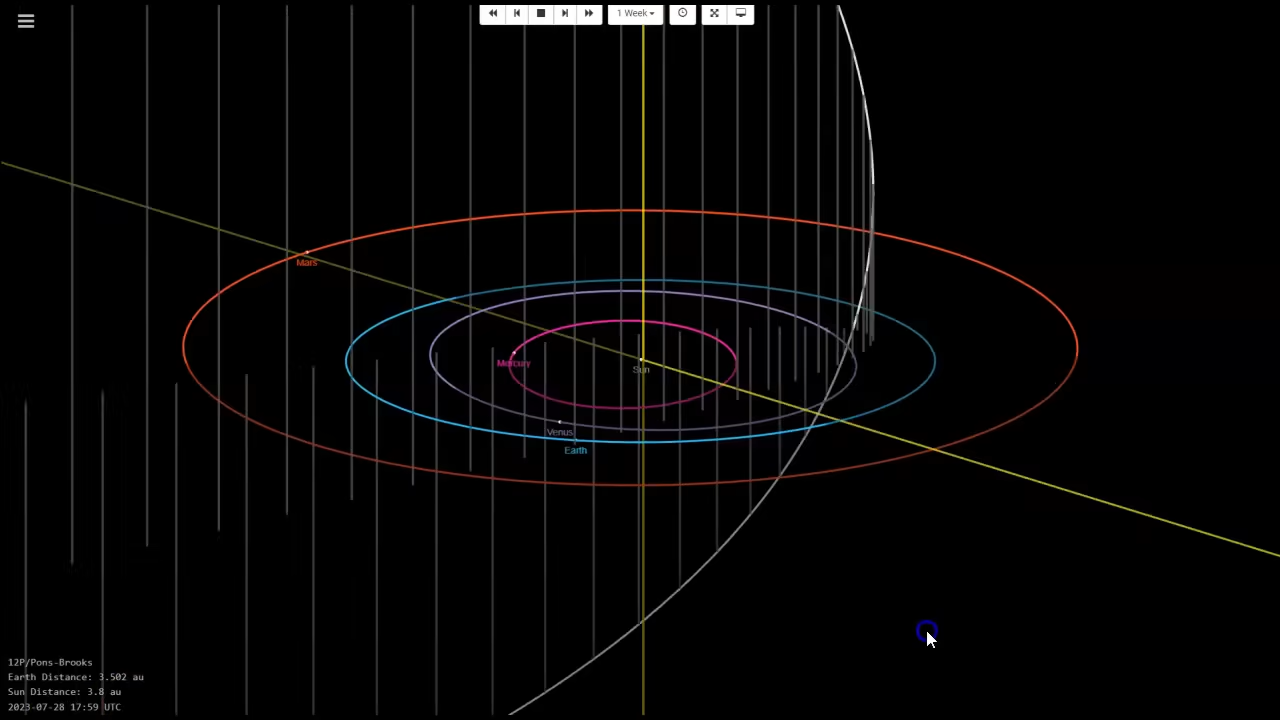 1 Week
Mars
Mercury
Sun
Venus
Earth
12P/Pons-Brooks
Earth Distance: 3.502 au
Sun Distance: 3.8 au
2023-07-28 17:59 UTC